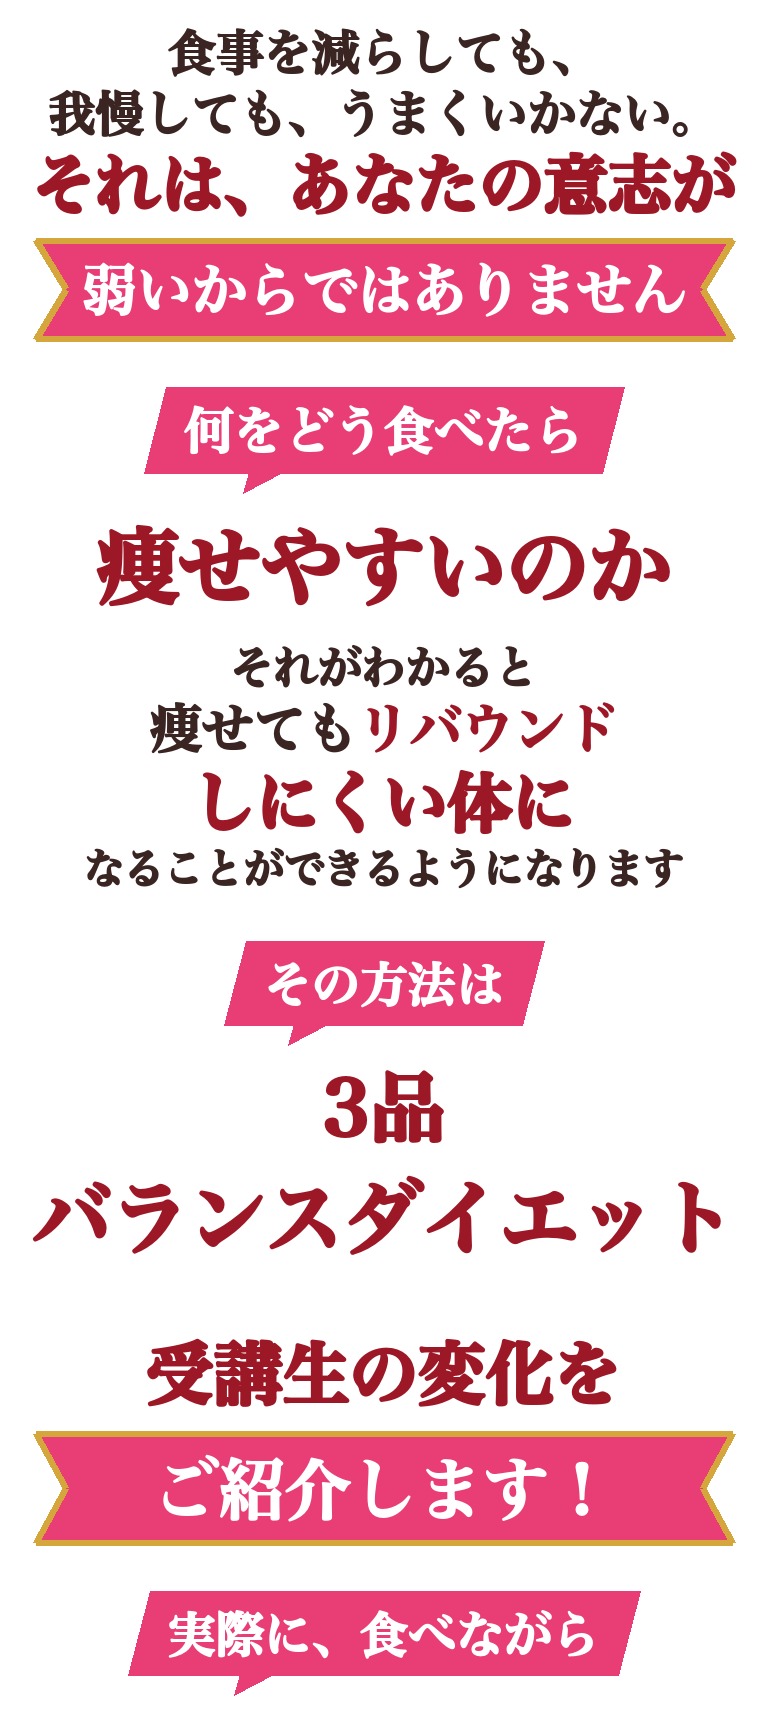 食事を減らしても、
我慢しても、うまくいかない。
それは、あなたの意志が
弱いからではありません
何をどう食べたら
痩せやすいのか
それがわかると
痩せてもリバウンド
しにくい体に
なることができるようになります
その方法は
3品
バランスダイエット
受講生の変化を
ご紹介します！
実際に、食べながら